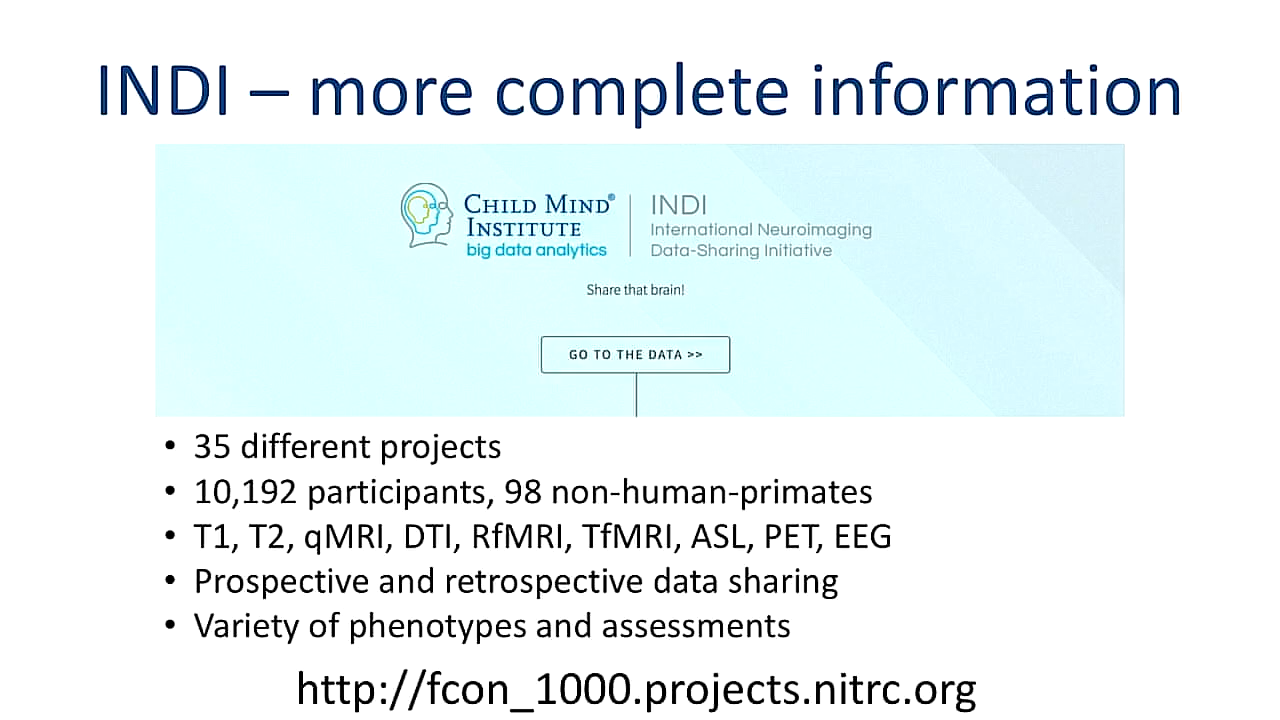 INDI – more complete information
CHILD MIND® INSTITUTE
big data analytics
INDI
International Neuroimaging
Data-Sharing Initiative
Share that brain!
GO TO THE DATA >>
• 35 different projects
• 10,192 participants, 98 non-human-primates
• T1, T2, qMRI, DTI, RfMRI, TfMRI, ASL, PET, EEG
• Prospective and retrospective data sharing
• Variety of phenotypes and assessments
http://fcon_1000.projects.nitrc.org